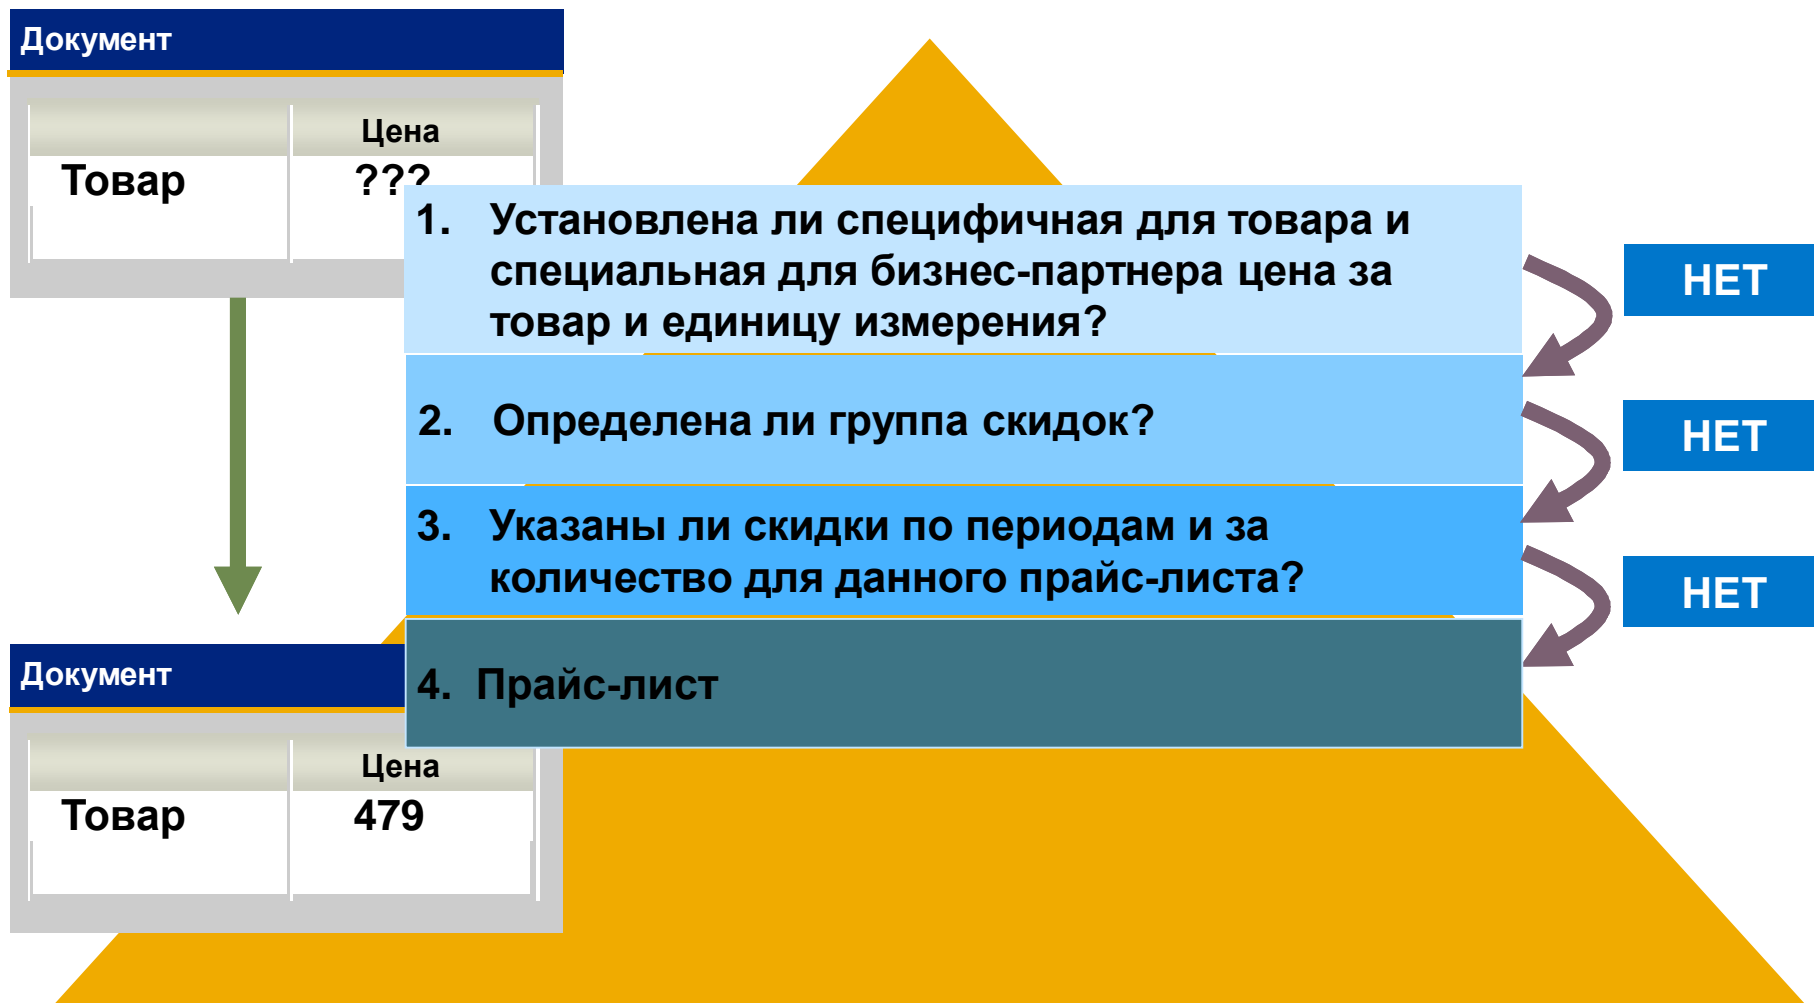 Документ
Цена
Товар ???
1. Установлена ли специфичная для товара и
специальная для бизнес-партнера цена за
товар и единицу измерения?
НЕТ
2. Определена ли группа скидок?
НЕТ
3. Указаны ли скидки по периодам и за
количество для данного прайс-листа?
НЕТ
4. Прайс-лист
Документ
Цена
Товар 479